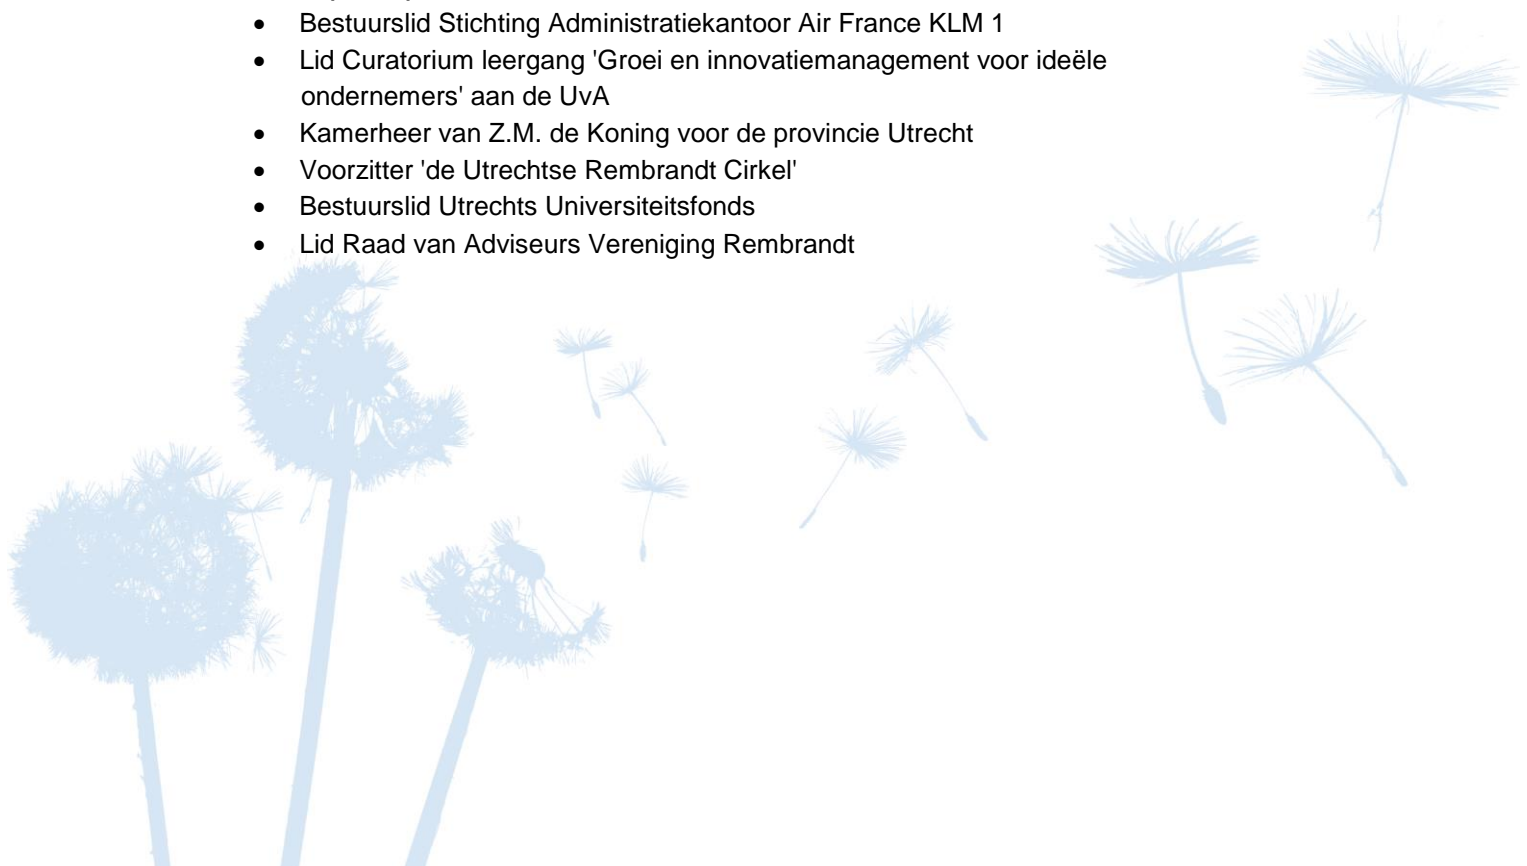 • Bestuurslid Stichting Administratiekantoor Air France KLM 1
• Lid Curatorium leergang 'Groei en innovatiemanagement voor ideële
ondernemers' aan de UvA
• Kamerheer van Z.M. de Koning voor de provincie Utrecht
• Voorzitter 'de Utrechtse Rembrandt Cirkel'
• Bestuurslid Utrechts Universiteitsfonds
• Lid Raad van Adviseurs Vereniging Rembrandt